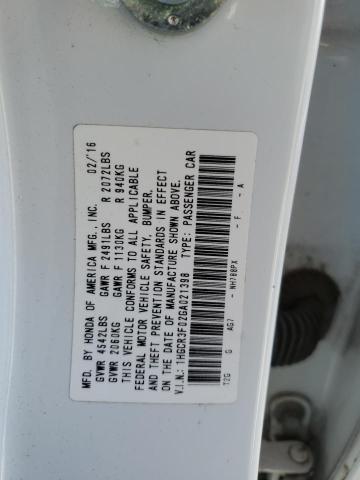 MFD. BY HONDA OF AMERICA MFG., INC. 02/'16
GVWR 4542LBS GAWR F 2491LBS R 2072LBS
GVWR 2060KG GAWR F 1130KG R 940KG
THIS VEHICLE CONFORMS TO ALL APPLICABLE
FEDERAL MOTOR VEHICLE SAFETY, BUMPER,
AND THEFT PREVENTION STANDARDS IN EFFECT
ON THE DATE OF MANUFACTURE SHOWN ABOVE.
V.I.N.: 1HGCR3F02GA021398 TYPE: PASSENGER CAR
T2G G AG7 - NH788PX - F - A